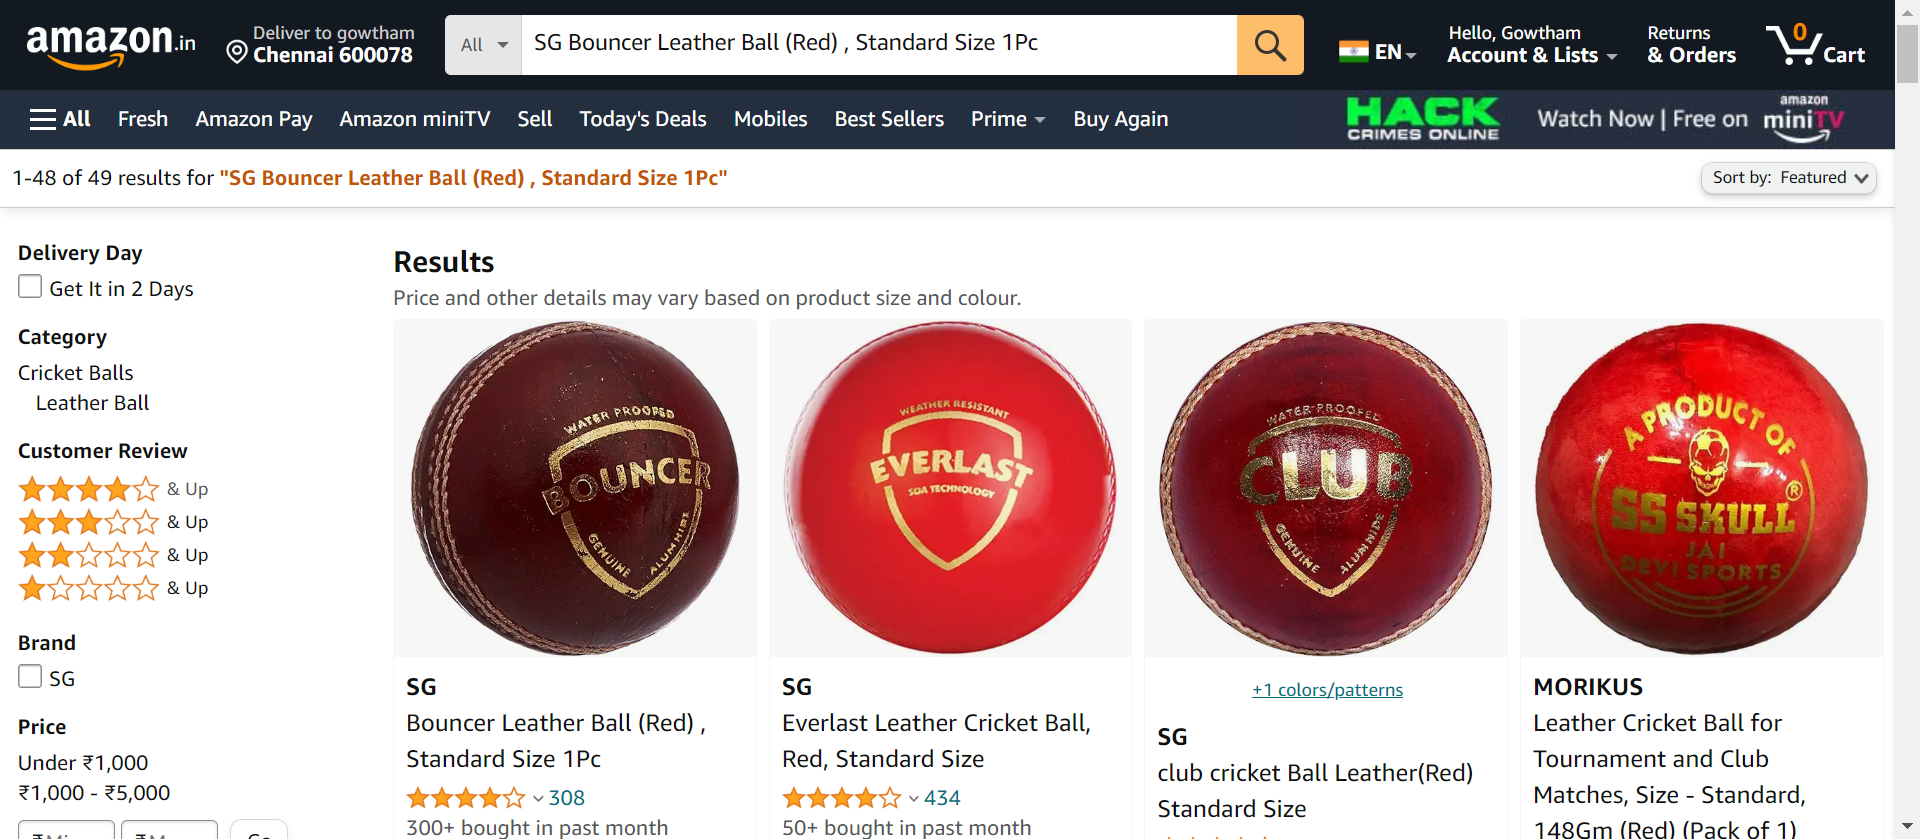 amazon.in
Deliver to gowtham
Chennai 600078
All
SG Bouncer Leather Ball (Red) , Standard Size 1Pc
EN
Hello, Gowtham
Account & Lists
Returns
& Orders
0
Cart
All
Fresh
Amazon Pay
Amazon miniTV
Sell
Today's Deals
Mobiles
Best Sellers
Prime
Buy Again
HACK
CRIMES ONLINE
Watch Now | Free on
amazon
miniTV
1-48 of 49 results for "SG Bouncer Leather Ball (Red) , Standard Size 1Pc"
Sort by: Featured
Delivery Day
Get It in 2 Days
Category
Cricket Balls
Leather Ball
Customer Review
& Up
& Up
& Up
& Up
Brand
SG
Price
Under ₹1,000
₹1,000 - ₹5,000
Results
Price and other details may vary based on product size and colour.
WATER PROOFED
BOUNCER
GENUINE ALUM HIDE
SG
Bouncer Leather Ball (Red) ,
Standard Size 1Pc
308
300+ bought in past month
WEATHER RESISTANT
EVERLAST
SDA TECHNOLOGY
SG
Everlast Leather Cricket Ball,
Red, Standard Size
434
50+ bought in past month
WATER PROOFED
CLUB
GENUINE ALUM HIDE
+1 colors/patterns
SG
club cricket Ball Leather(Red)
Standard Size
A PRODUCT OF
SS SKULL ®
JAI
DEVI SPORTS
MORIKUS
Leather Cricket Ball for
Tournament and Club
Matches, Size - Standard,
148Gm (Red) (Pack of 1)